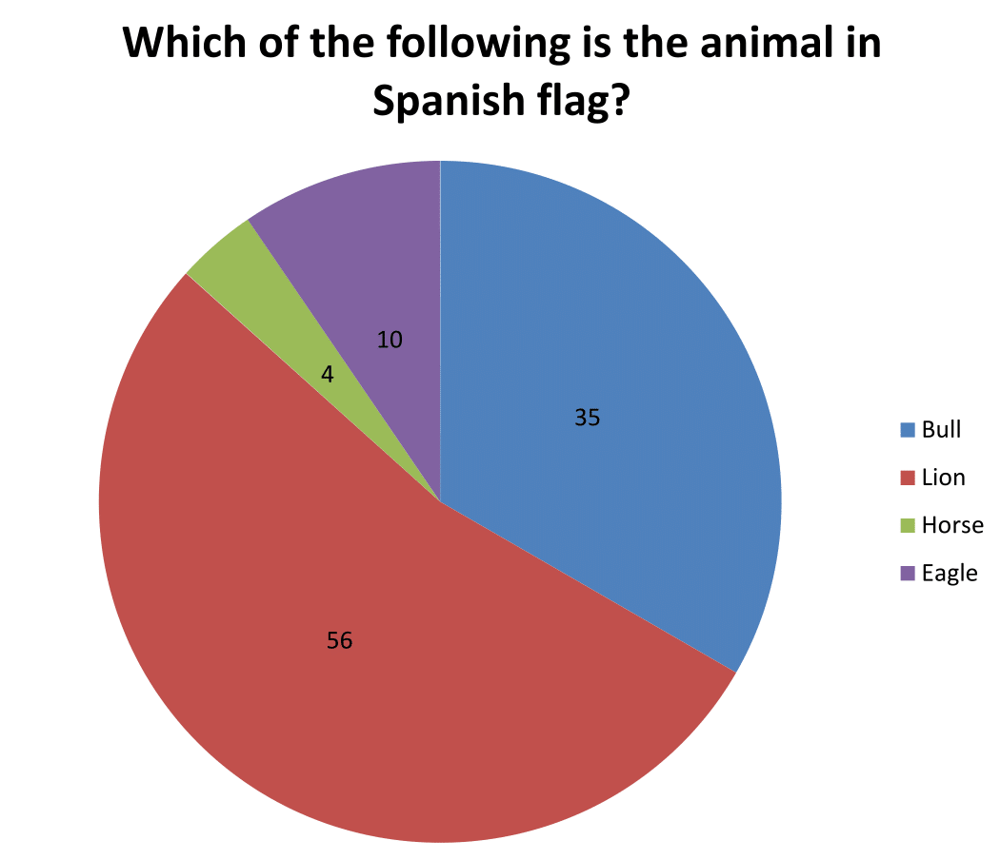 Which of the following is the animal in
Spanish flag?
10
4
35
56
Bull
Lion
Horse
Eagle